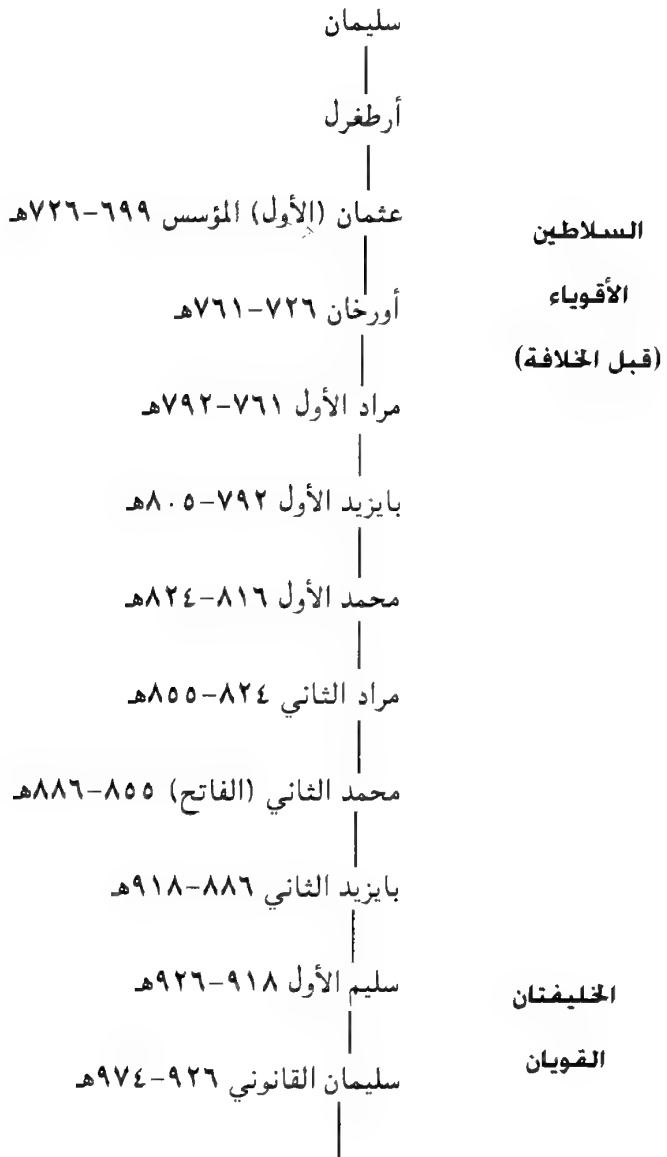 سليمان
أرطغرل
عثمان (الأول) المؤسس ٦٩٩-٧٢٦هـ
السلاطين
أورخان ٧٢٦-٧٦١هـ
الأقوياء
(قبل الخلافة)
مراد الأول ٧٦١-٧٩٢هـ
بايزيد الأول ٧٩٢-٨٠٥هـ
محمد الأول ٨١٦-٨٢٤هـ
مراد الثاني ٨٢٤-٨٥٥هـ
محمد الثاني (الفاتح) ٨٥٥-٨٨٦هـ
بايزيد الثاني ٨٨٦-٩١٨هـ
سليم الأول ٩١٨-٩٢٦هـ
الخليفتان
القويان
سليمان القانوني ٩٢٦-٩٧٤هـ